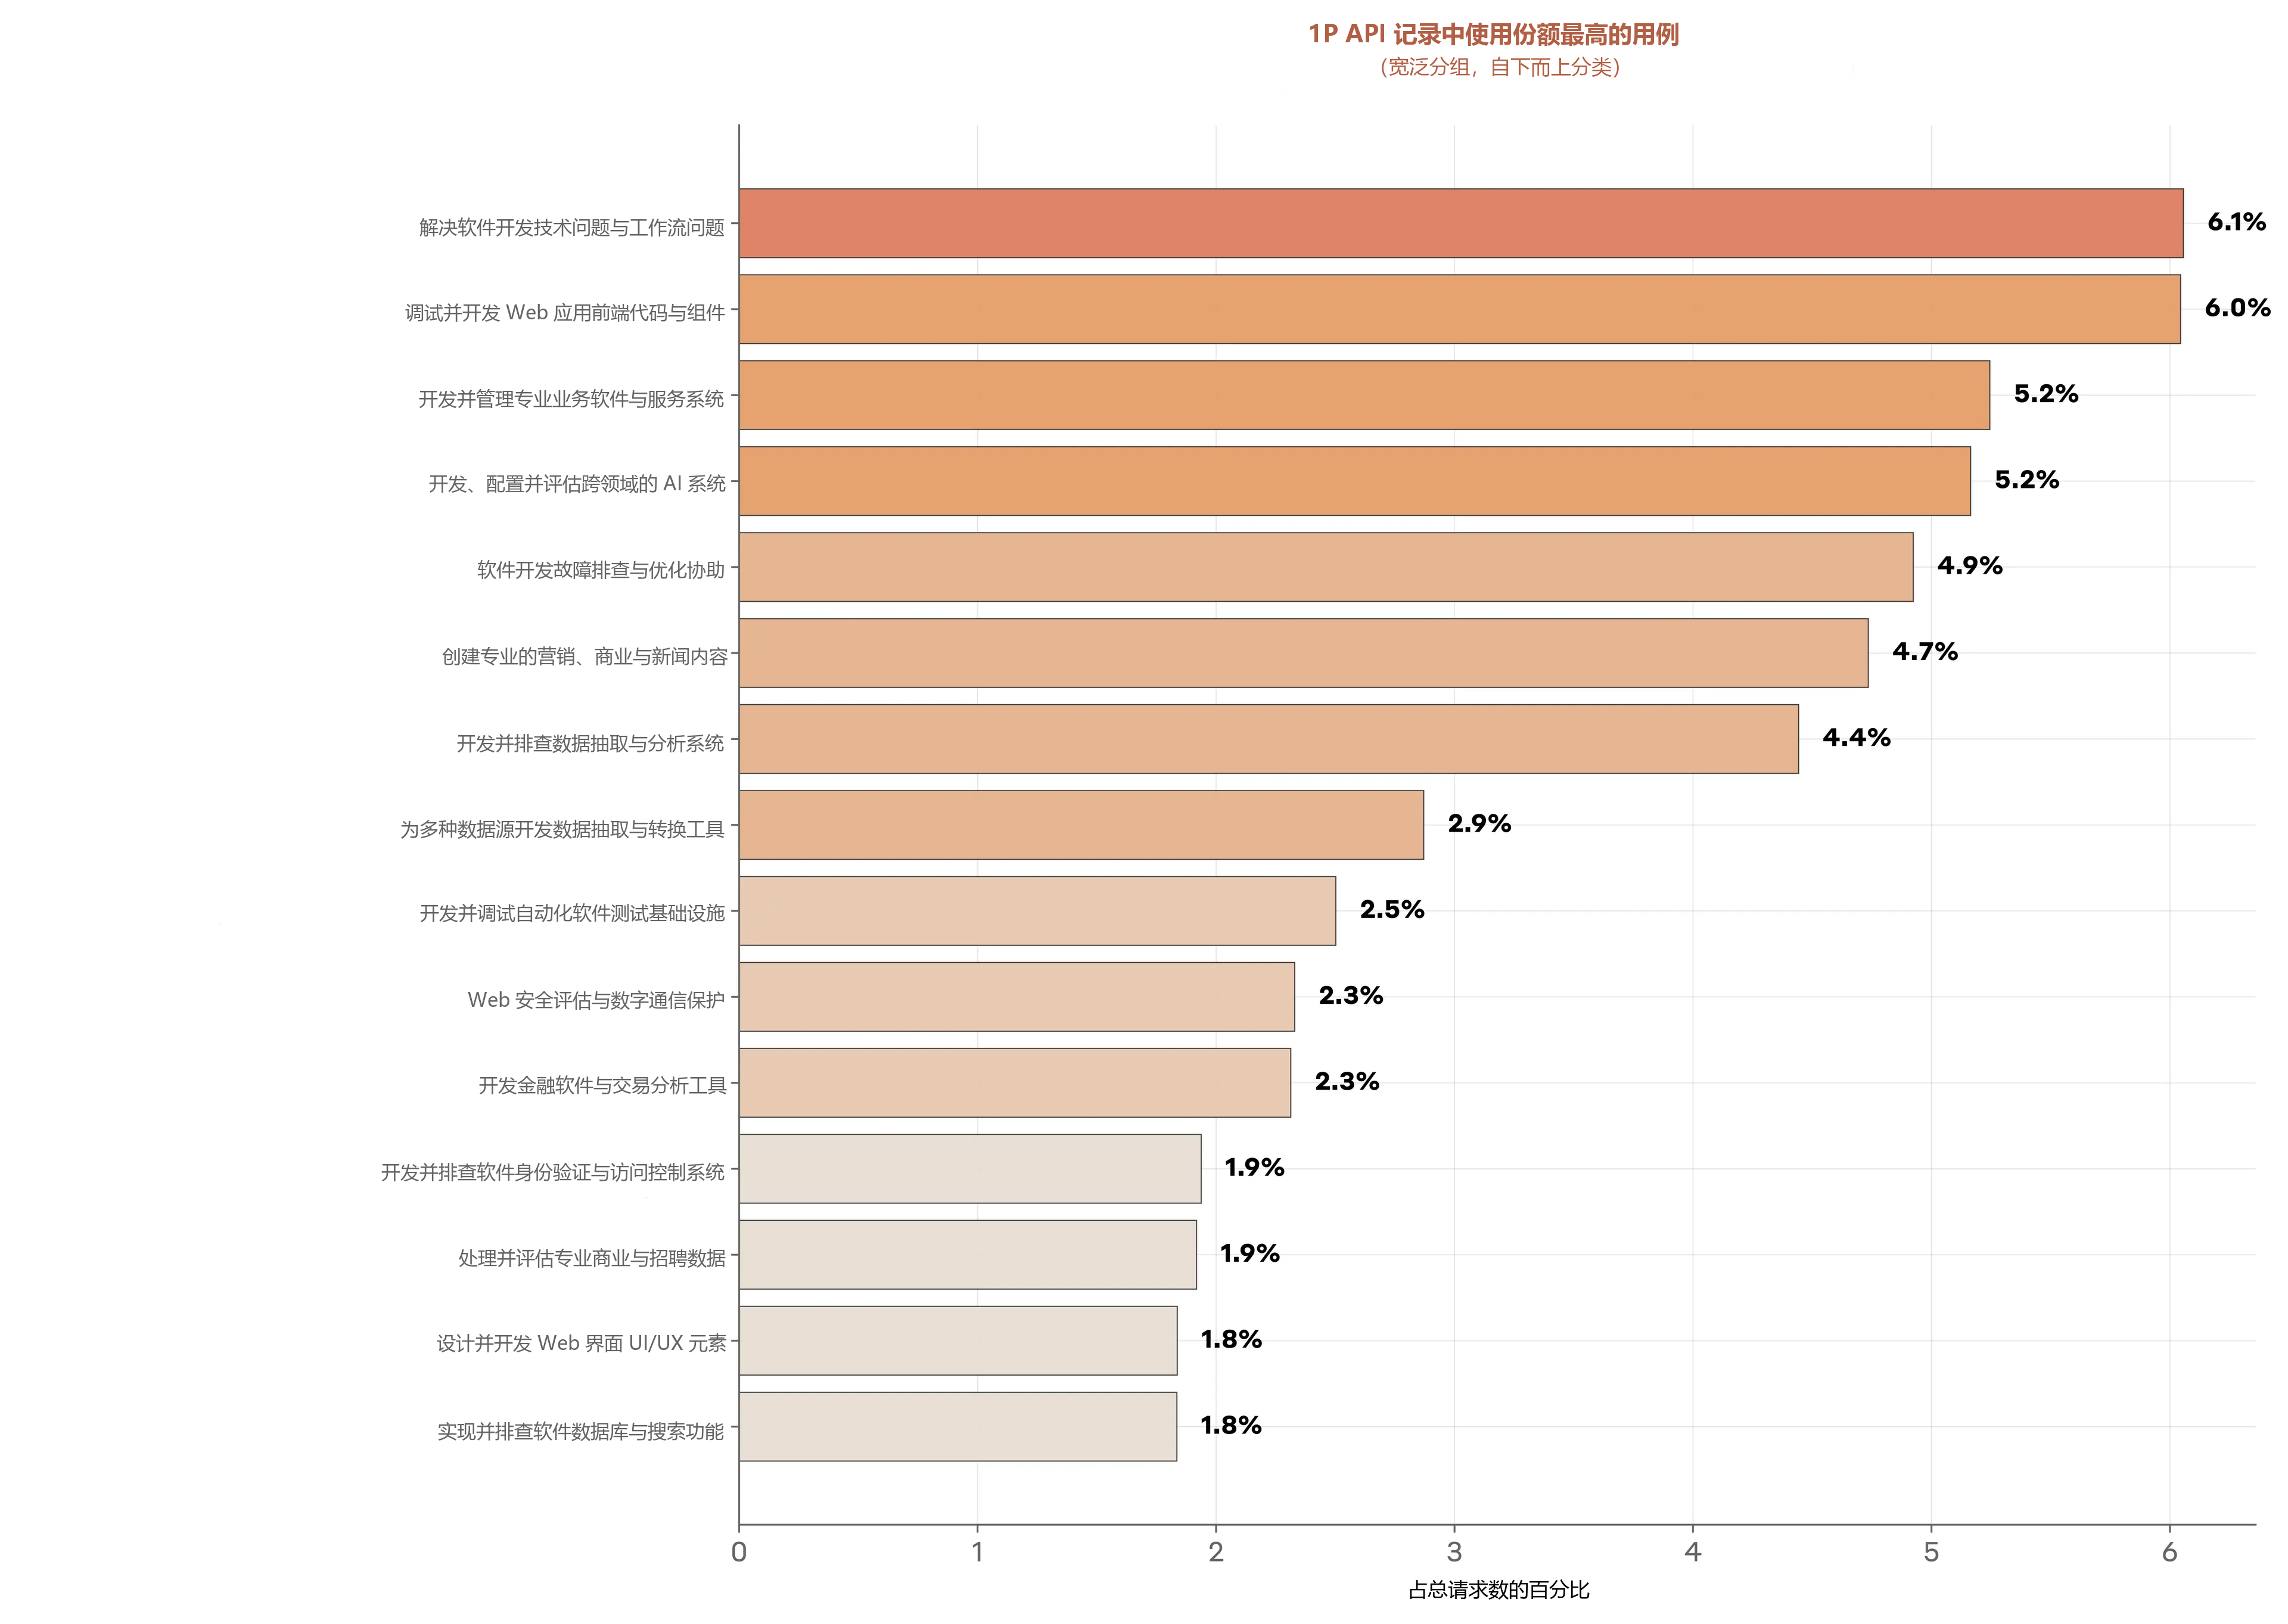 1P API 记录中使用份额最高的用例
（宽泛分组，自下而上分类）
解决软件开发技术问题与工作流问题 6.1%
调试并开发 Web 应用前端代码与组件 6.0%
开发并管理专业业务软件与服务系统 5.2%
开发、配置并评估跨领域的 AI 系统 5.2%
软件开发故障排查与优化协助 4.9%
创建专业的营销、商业与新闻内容 4.7%
开发并排查数据抽取与分析系统 4.4%
为多种数据源开发数据抽取与转换工具 2.9%
开发并调试自动化软件测试基础设施 2.5%
Web 安全评估与数字通信保护 2.3%
开发金融软件与交易分析工具 2.3%
开发并排查软件身份验证与访问控制系统 1.9%
处理并评估专业商业与招聘数据 1.9%
设计并开发 Web 界面 UI/UX 元素 1.8%
实现并排查软件数据库与搜索功能 1.8%
0 1 2 3 4 5 6
占总请求数的百分比